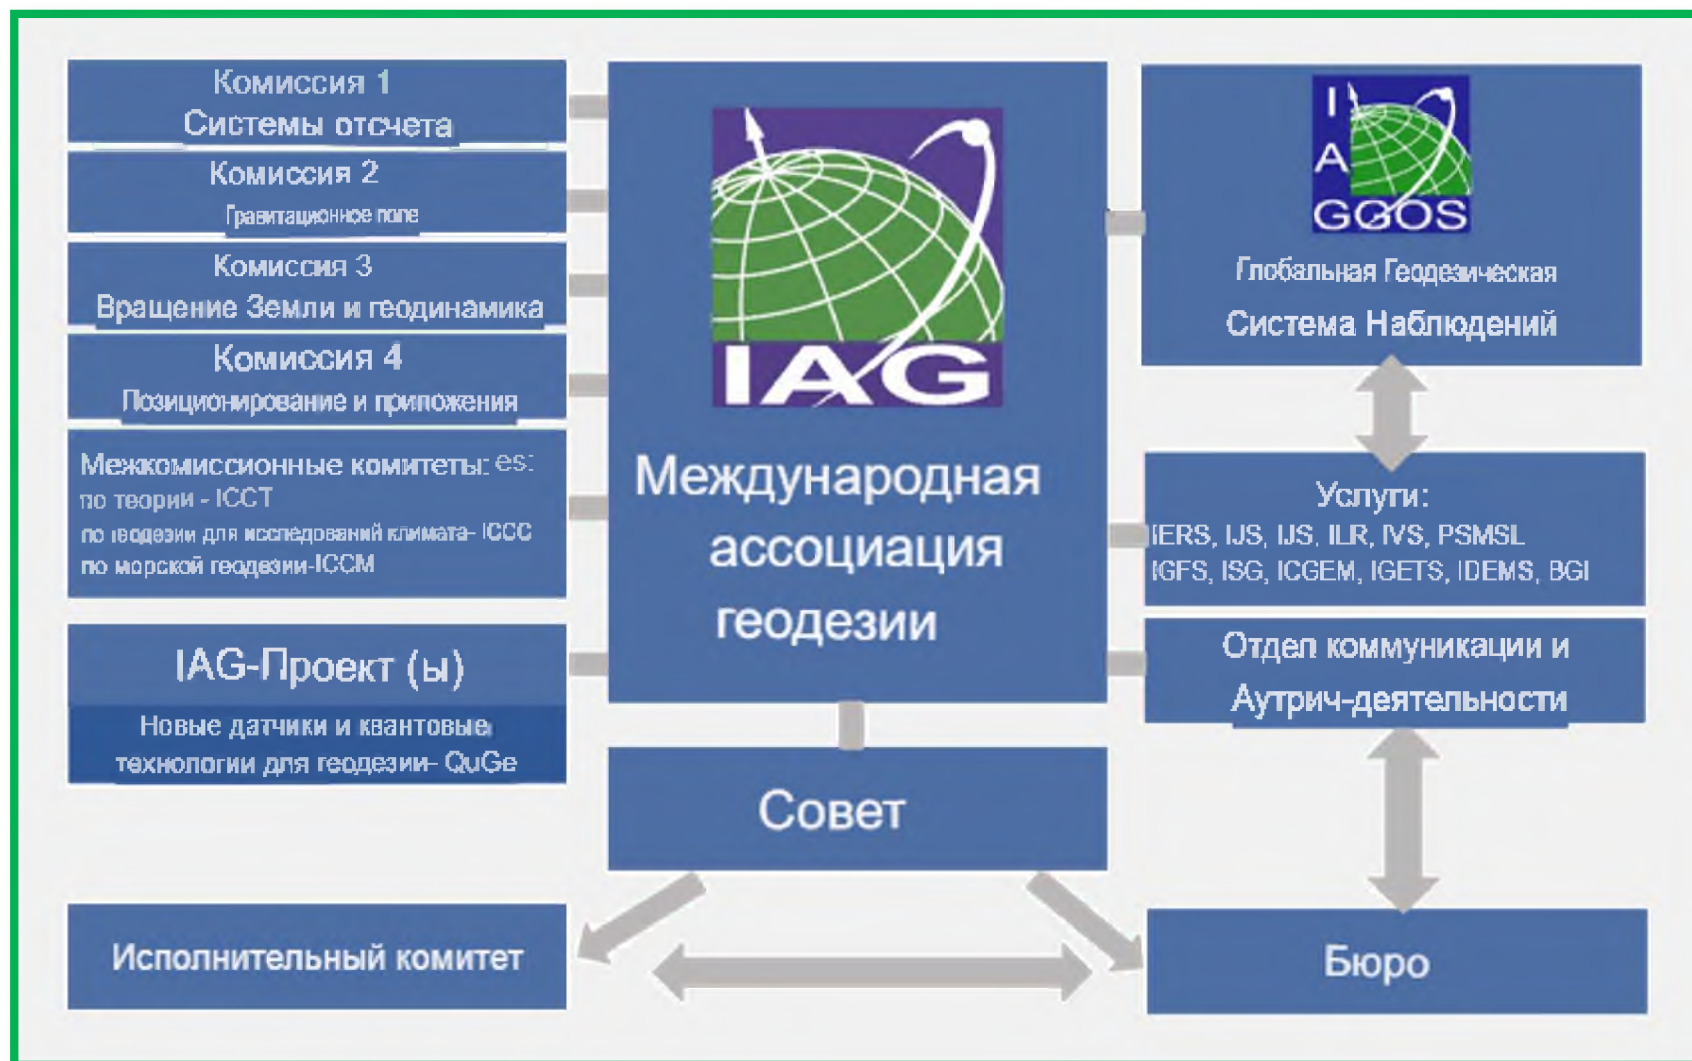 Комиссия 1
Системы отсчета
Комиссия 2
Гравитационное поле
Комиссия 3
Вращение Земли и геодинамика
Комиссия 4
Позиционирование и приложения
Межкомиссионные комитеты: es:
по теории - ICCT
по геодезии для исследований климата- ICCC
по морской геодезии-ICCM
IAG-Проект (ы)
Новые датчики и квантовые
технологии для геодезии- QuGe
IAG
Международная
ассоциация
геодезии
Совет
Исполнительный комитет
I
A
GGOS
Глобальная Геодезическая
Система Наблюдений
Услуги:
IERS, IJS, IJS, ILR, IVS, PSMSL
IGFS, ISG, ICGEM, IGETS, IDEMS, BGI
Отдел коммуникации и
Аутрич-деятельности
Бюро